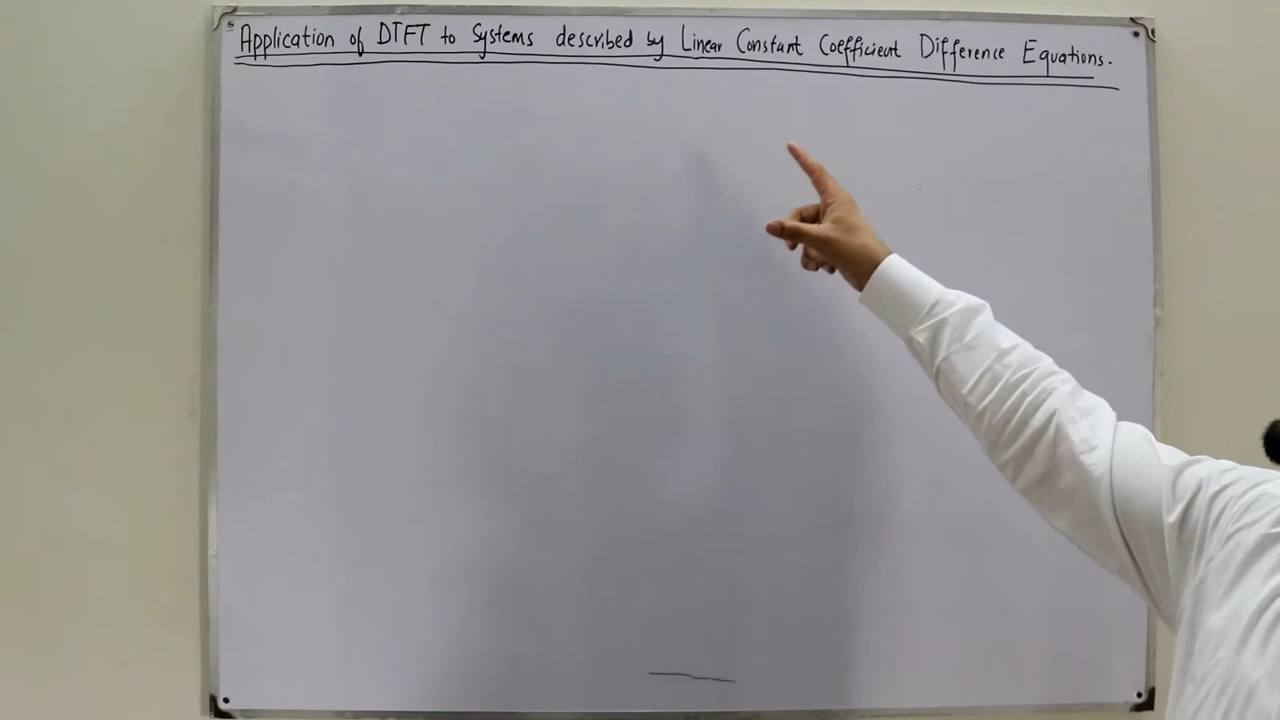 Application of DTFT to Systems described by Linear Constant Coefficient Difference Equations.